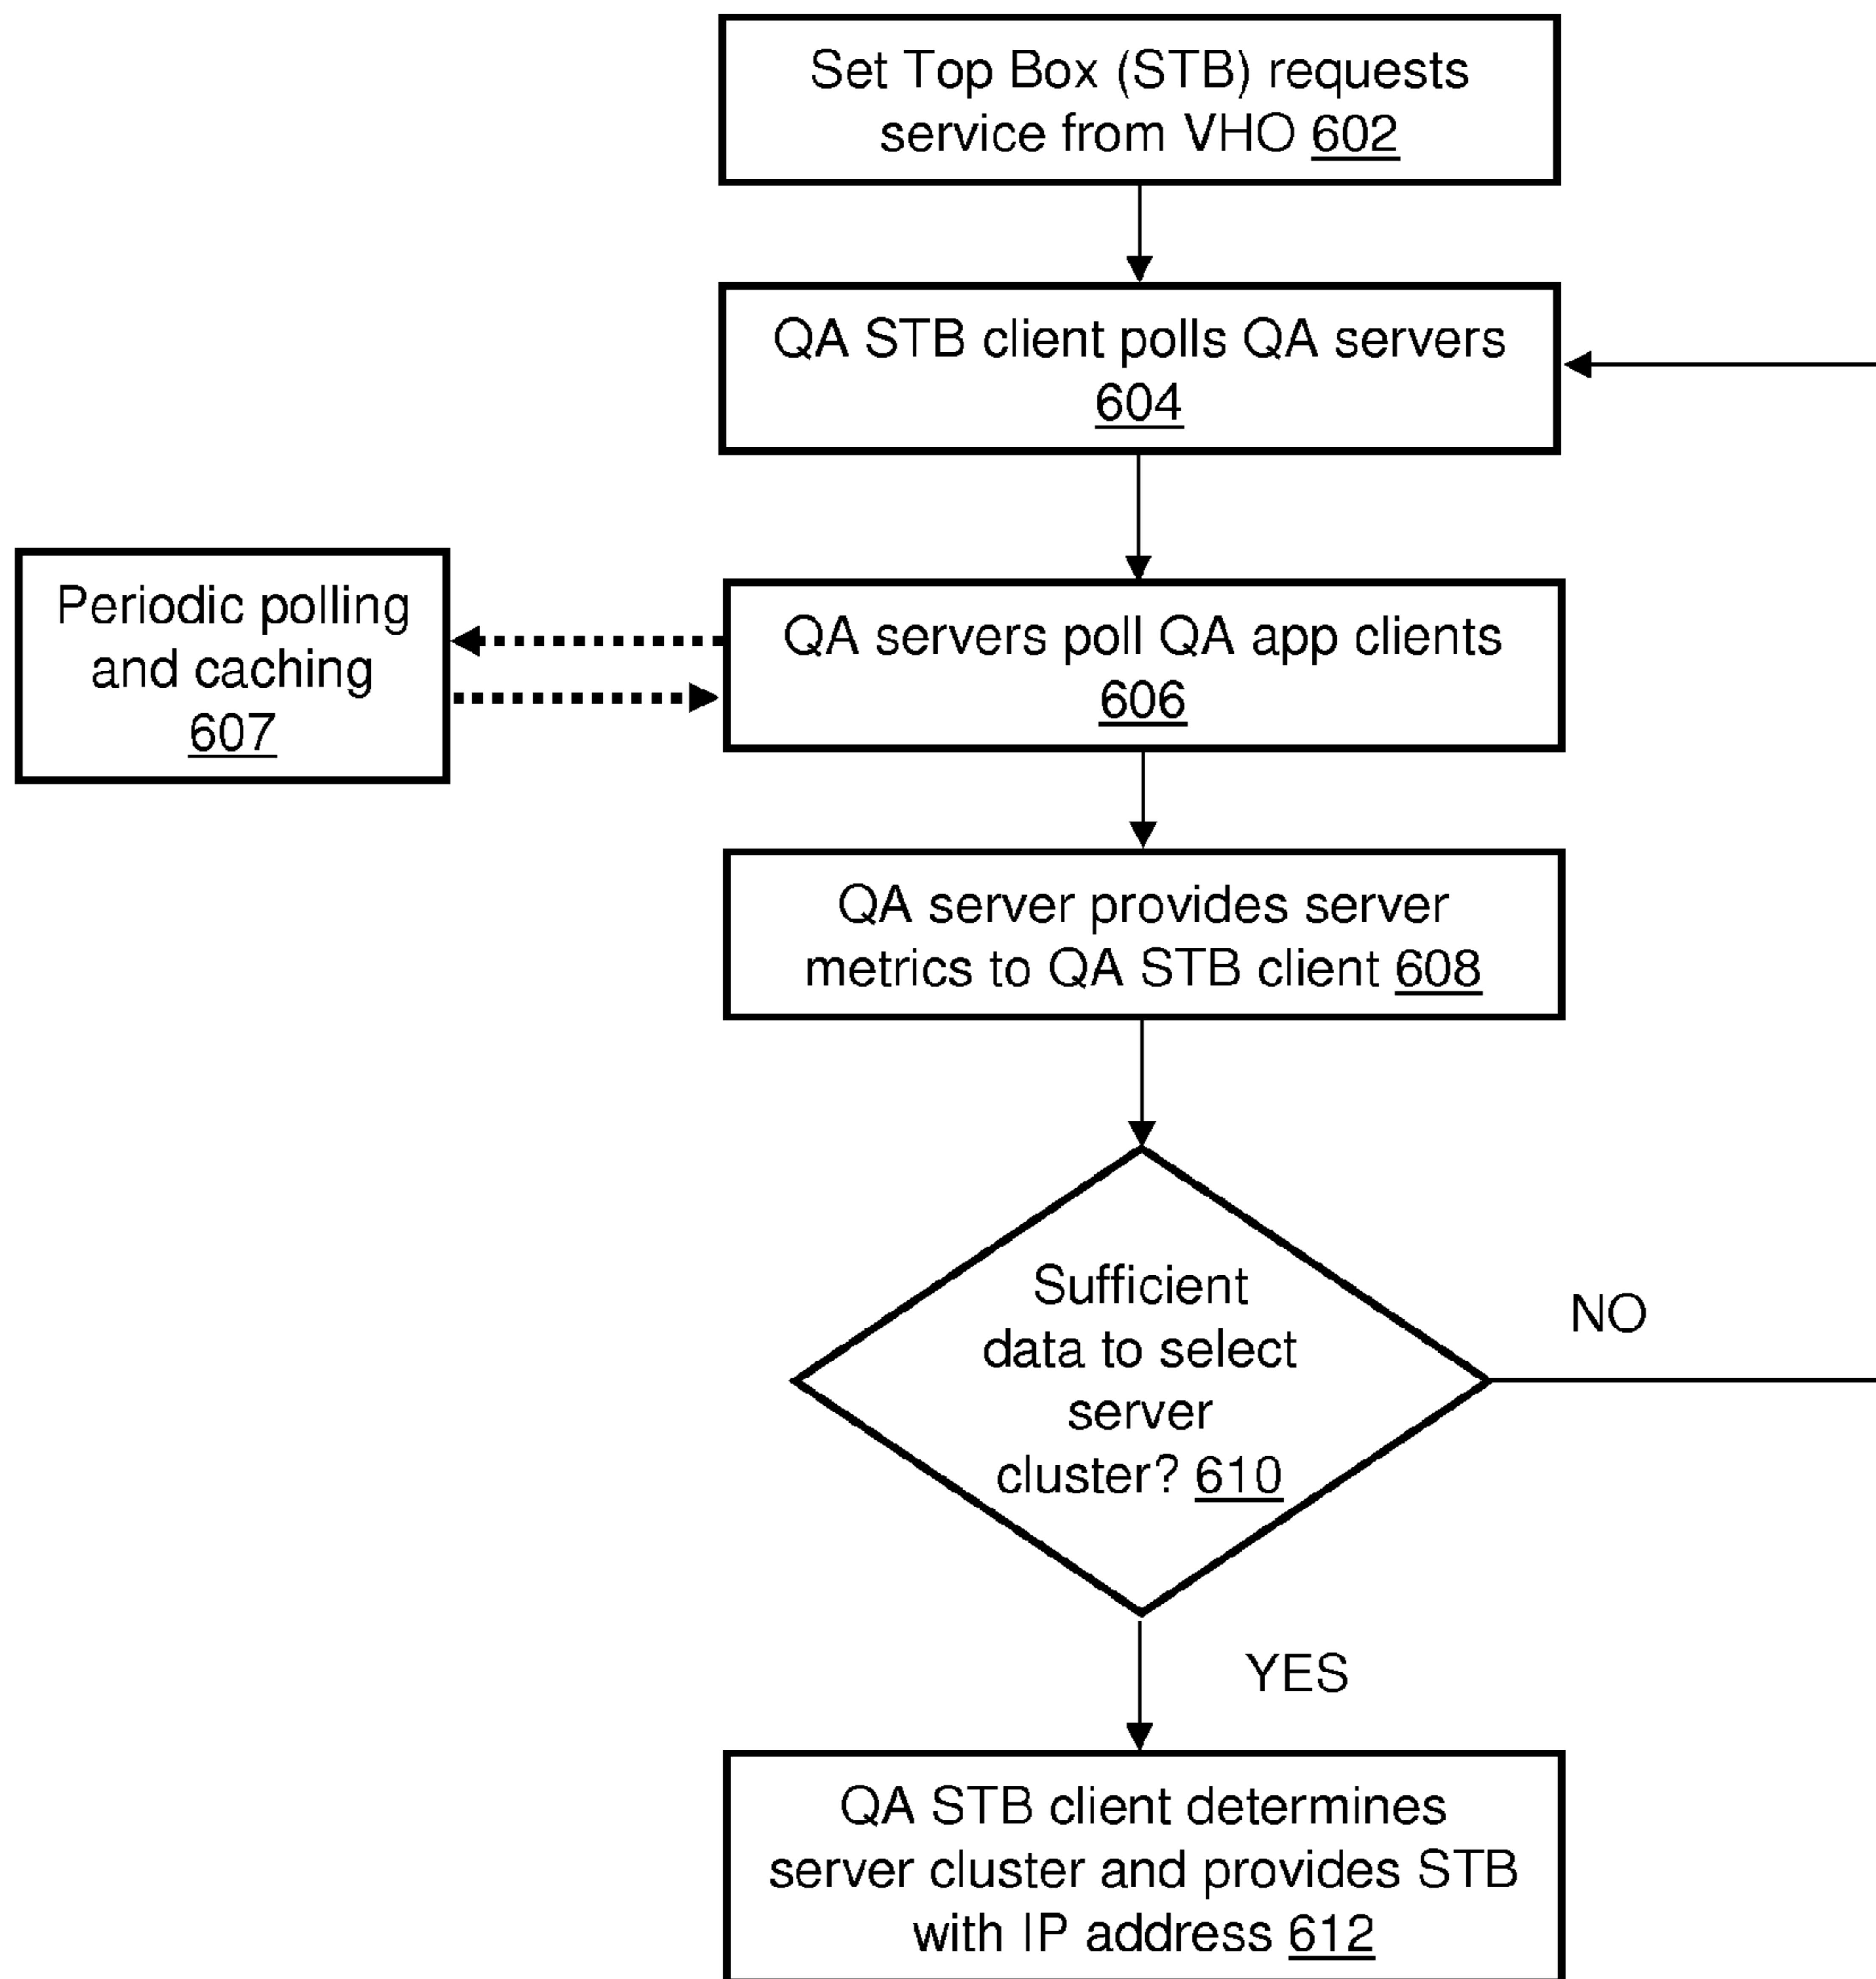 Set Top Box (STB) requests
service from VHO 602
QA STB client polls QA servers
604
Periodic polling
and caching
607
QA servers poll QA app clients
606
QA server provides server
metrics to QA STB client 608
Sufficient
data to select
server
cluster? 610
NO
YES
QA STB client determines
server cluster and provides STB
with IP address 612